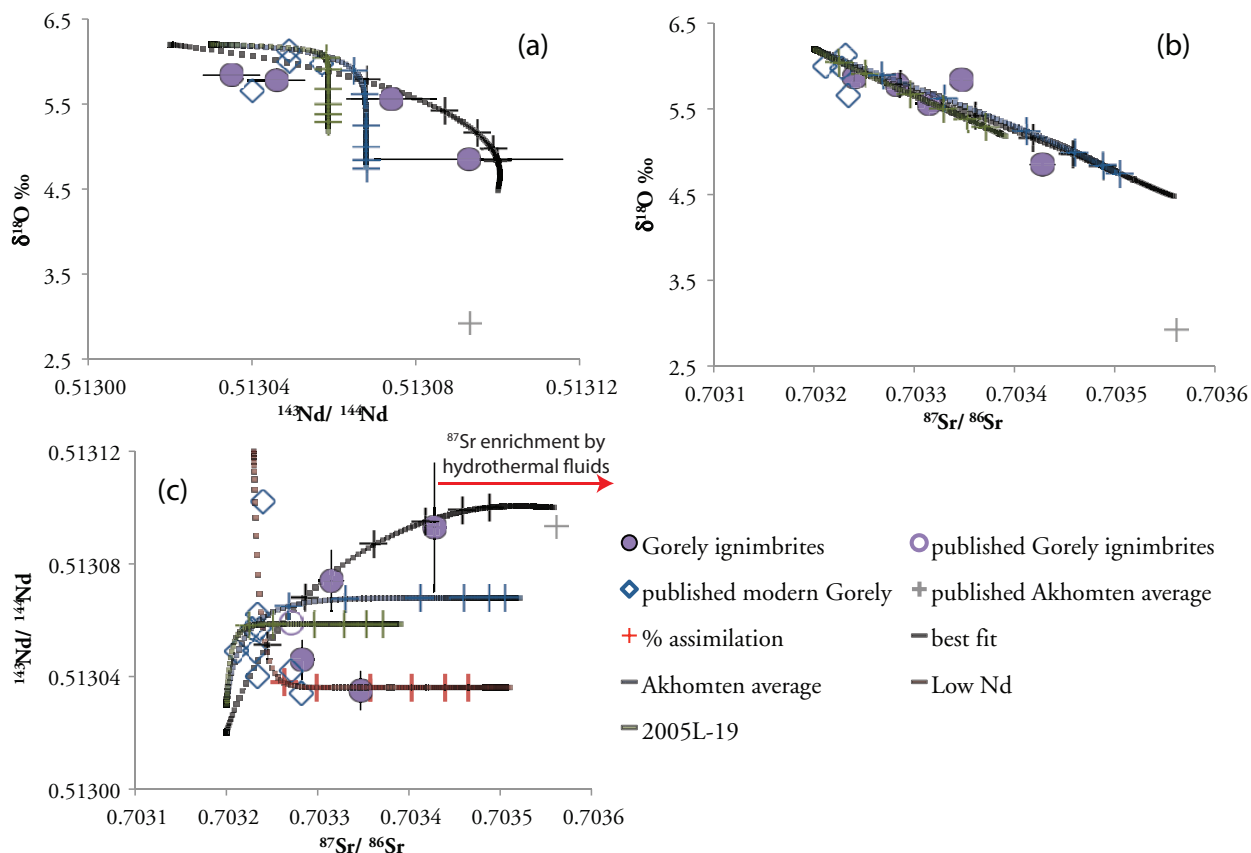 6.5
5.5
4.5
3.5
2.5
δ¹⁸O ‰
(a)
0.51300
0.51304
0.51308
0.51312
¹⁴³Nd/ ¹⁴⁴Nd
6.5
5.5
4.5
3.5
2.5
δ¹⁸O ‰
(b)
0.7031
0.7032
0.7033
0.7034
0.7035
0.7036
⁸⁷Sr/ ⁸⁶Sr
0.51312
0.51308
0.51304
0.51300
¹⁴³Nd/ ¹⁴⁴Nd
(c)
⁸⁷Sr enrichment by
hydrothermal fluids
0.7031
0.7032
0.7033
0.7034
0.7035
0.7036
⁸⁷Sr/ ⁸⁶Sr
Gorely ignimbrites
published Gorely ignimbrites
published modern Gorely
published Akhomten average
% assimilation
best fit
Akhomten average
Low Nd
2005L-19